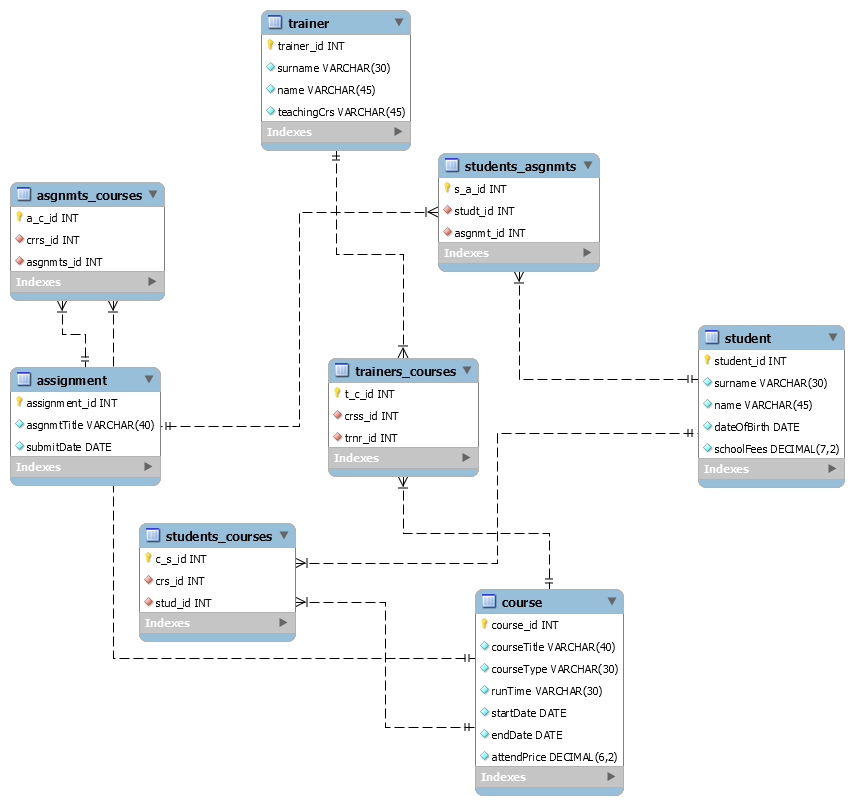 trainer
trainer_id INT
surname VARCHAR(30)
name VARCHAR(45)
teachingCrs VARCHAR(45)
Indexes
students_asgnmts
s_a_id INT
studt_id INT
asgnmt_id INT
Indexes
asgnmts_courses
a_c_id INT
crrs_id INT
asgnmts_id INT
Indexes
student
student_id INT
surname VARCHAR(30)
name VARCHAR(45)
dateOfBirth DATE
schoolFees DECIMAL(7,2)
Indexes
trainers_courses
t_c_id INT
crss_id INT
trnr_id INT
Indexes
assignment
assignment_id INT
asgnmtTitle VARCHAR(40)
submitDate DATE
Indexes
students_courses
c_s_id INT
crs_id INT
stud_id INT
Indexes
course
course_id INT
courseTitle VARCHAR(40)
courseType VARCHAR(30)
runTime VARCHAR(30)
startDate DATE
endDate DATE
attendPrice DECIMAL(6,2)
Indexes